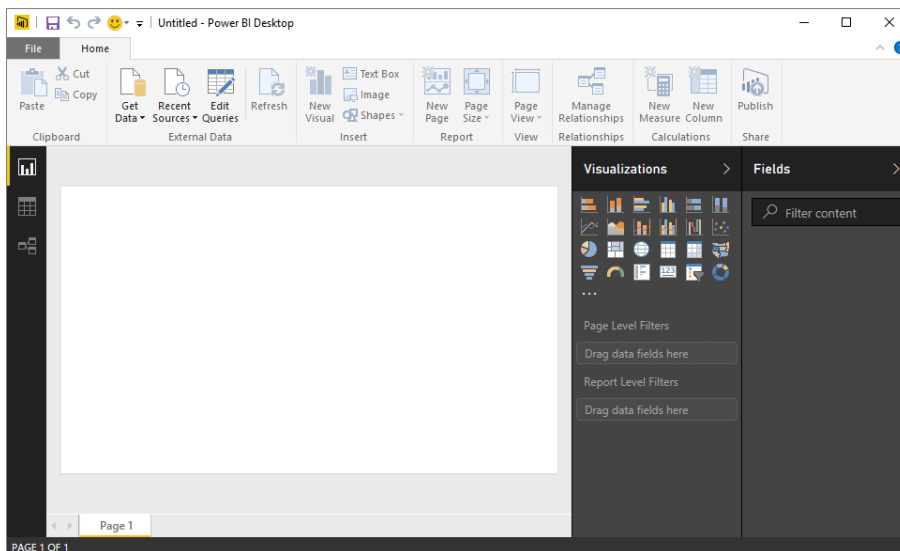 Untitled - Power BI Desktop
File Home
Paste
Cut
Copy
Clipboard
Get Data
Recent Sources
Edit Queries
Refresh
External Data
New Visual
Text Box
Image
Shapes
Insert
New Page
Page Size
Report
Page View
View
Manage Relationships
Relationships
New Measure
New Column
Calculations
Publish
Share
Visualizations
Fields
Filter content
123
...
Page Level Filters
Drag data fields here
Report Level Filters
Drag data fields here
Page 1
PAGE 1 OF 1